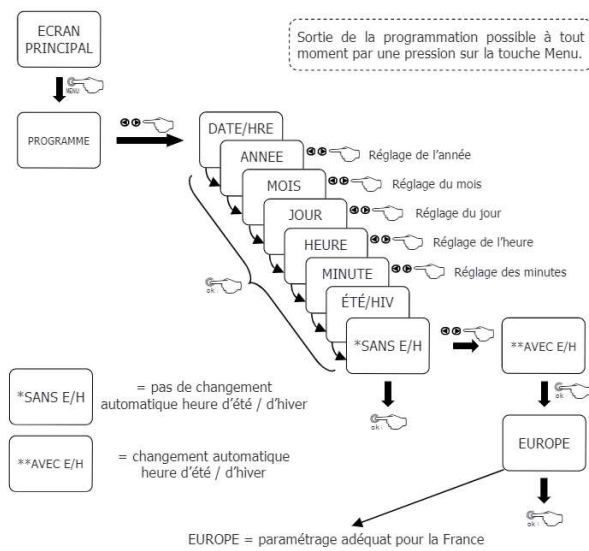 ECRAN
PRINCIPAL
Sortie de la programmation possible à tout
moment par une pression sur la touche Menu.
MENU
PROGRAMME
DATE/HRE
ANNEE
Réglage de l'année
MOIS
Réglage du mois
JOUR
Réglage du jour
HEURE
Réglage de l'heure
MINUTE
Réglage des minutes
ÉTÉ/HIV
ok
*SANS E/H
**AVEC E/H
ok
ok
*SANS E/H
= pas de changement
automatique heure d'été / d'hiver
**AVEC E/H
= changement automatique
heure d'été / d'hiver
EUROPE
ok
EUROPE = paramétrage adéquat pour la France